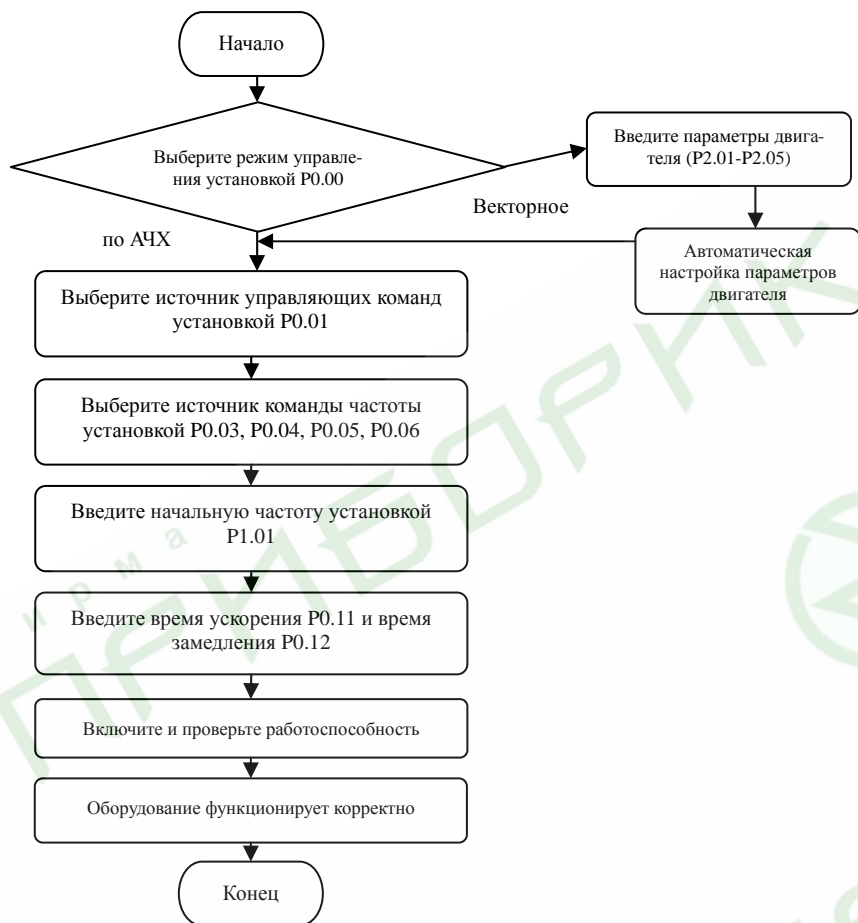 Начало
Выберите режим управле-
ния установкой P0.00
Введите параметры двига-
теля (P2.01-P2.05)
Векторное
по АЧХ
Автоматическая
настройка параметров
двигателя
Выберите источник управляющих команд
установкой P0.01
Выберите источник команды частоты
установкой P0.03, P0.04, P0.05, P0.06
Введите начальную частоту установкой
P1.01
Введите время ускорения P0.11 и время
замедления P0.12
Включите и проверьте работоспособность
Оборудование функционирует корректно
Конец
ПРИБОРИК